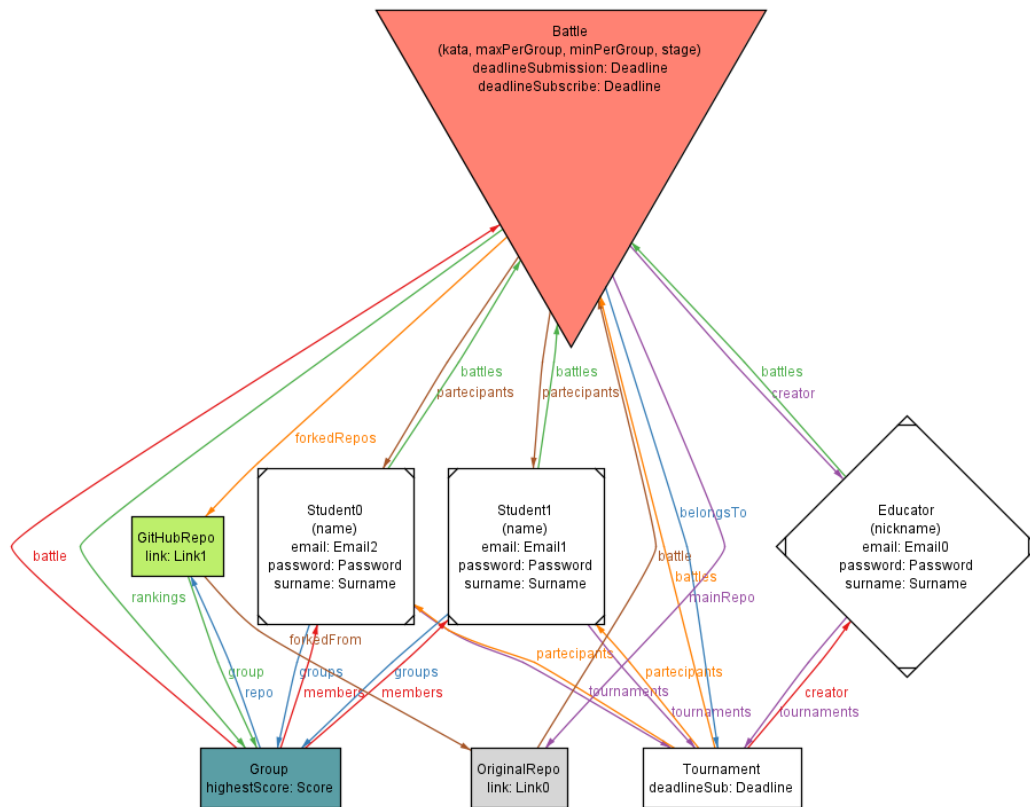 Battle
(kata, maxPerGroup, minPerGroup, stage)
deadlineSubmission: Deadline
deadlineSubscribe: Deadline
battles
partecipants
battles
partecipants
battles
creator
forkedRepos
Student0
(name)
email: Email2
password: Password
surname: Surname
Student1
(name)
email: Email1
password: Password
surname: Surname
Educator
(nickname)
email: Email0
password: Password
surname: Surname
GitHubRepo
link: Link1
belongsTo
battle
battle
battles
rankings
mainRepo
forkedFrom
partecipants
group
groups
groups
partecipants
repo
members
members
tournaments
creator
tournaments
tournaments
Group
highestScore: Score
OriginalRepo
link: Link0
Tournament
deadlineSub: Deadline